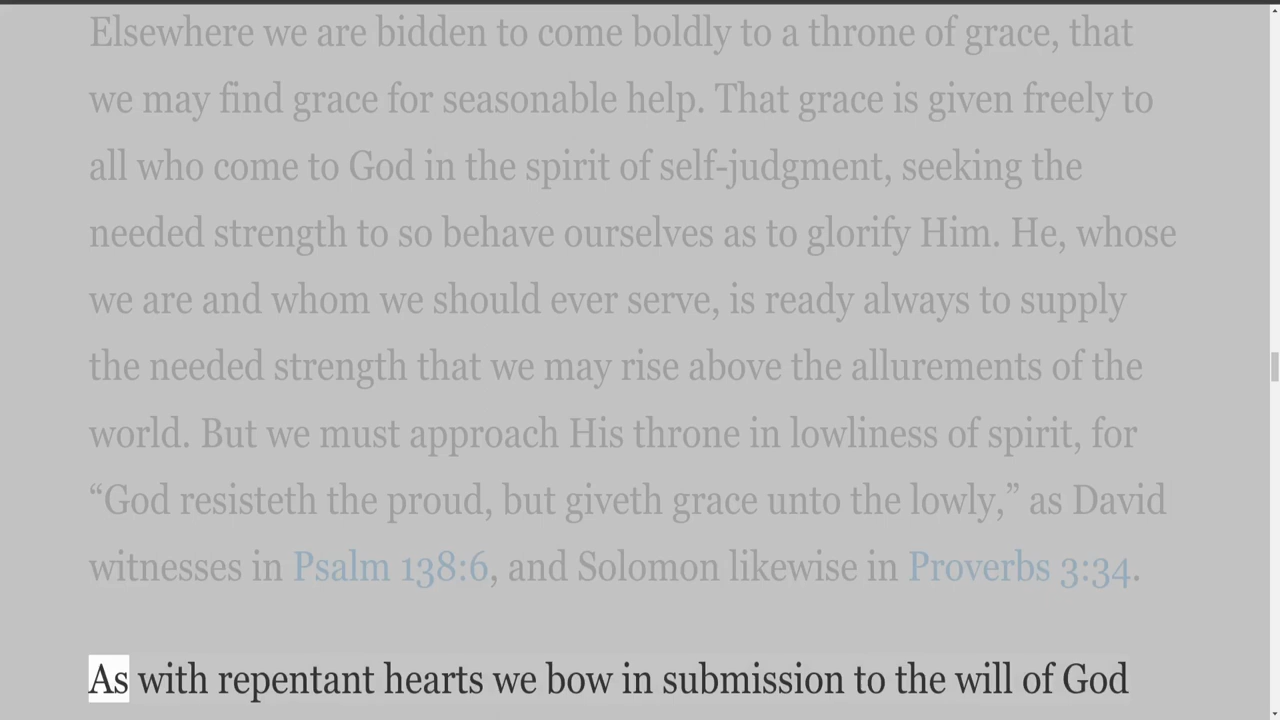 Elsewhere we are bidden to come boldly to a throne of grace, that
we may find grace for seasonable help. That grace is given freely to
all who come to God in the spirit of self-judgment, seeking the
needed strength to so behave ourselves as to glorify Him. He, whose
we are and whom we should ever serve, is ready always to supply
the needed strength that we may rise above the allurements of the
world. But we must approach His throne in lowliness of spirit, for
“God resisteth the proud, but giveth grace unto the lowly,” as David
witnesses in Psalm 138:6, and Solomon likewise in Proverbs 3:34.
As with repentant hearts we bow in submission to the will of God